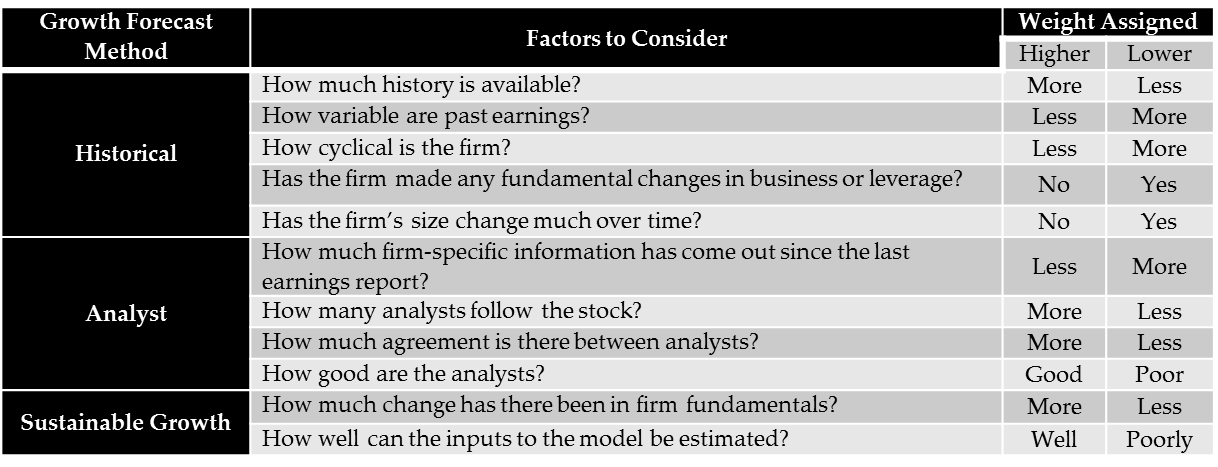 Growth Forecast Method Factors to Consider Weight Assigned
Higher Lower
Historical
How much history is available? More Less
How variable are past earnings? Less More
How cyclical is the firm? Less More
Has the firm made any fundamental changes in business or leverage? No Yes
Has the firm's size change much over time? No Yes
Analyst
How much firm-specific information has come out since the last
earnings report? Less More
How many analysts follow the stock? More Less
How much agreement is there between analysts? More Less
How good are the analysts? Good Poor
Sustainable Growth
How much change has there been in firm fundamentals? More Less
How well can the inputs to the model be estimated? Well Poorly